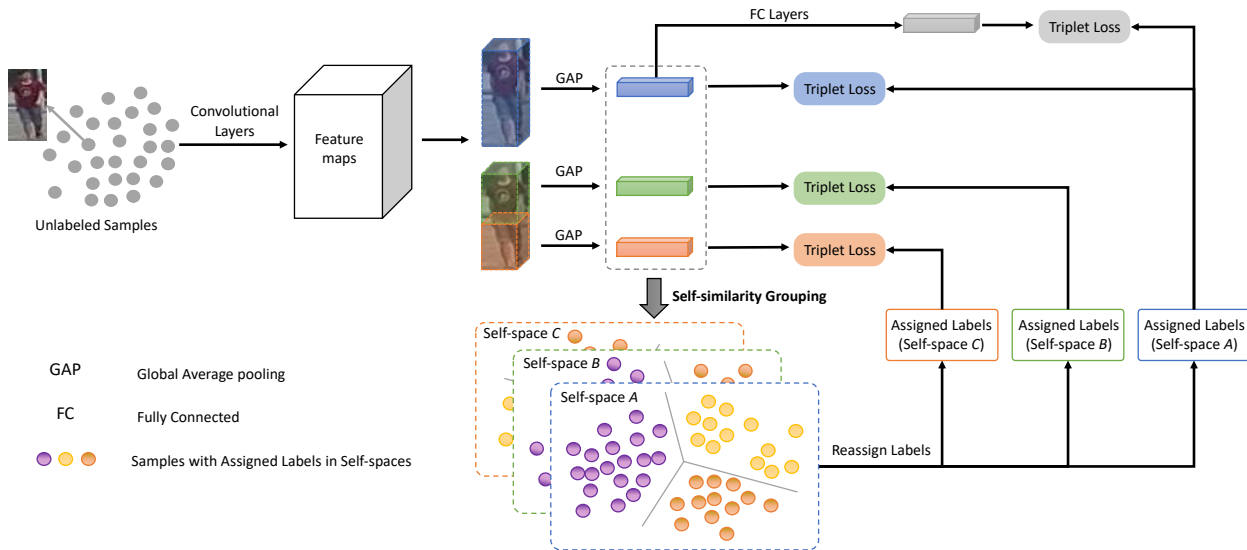 FC Layers
Triplet Loss
GAP
Triplet Loss
Convolutional
Layers
Feature
maps
Unlabeled Samples
GAP
Triplet Loss
GAP
Triplet Loss
Self-similarity Grouping
Self-space C
Self-space B
Self-space A
Assigned Labels
(Self-space C)
Assigned Labels
(Self-space B)
Assigned Labels
(Self-space A)
Reassign Labels
GAP Global Average pooling
FC Fully Connected
Samples with Assigned Labels in Self-spaces